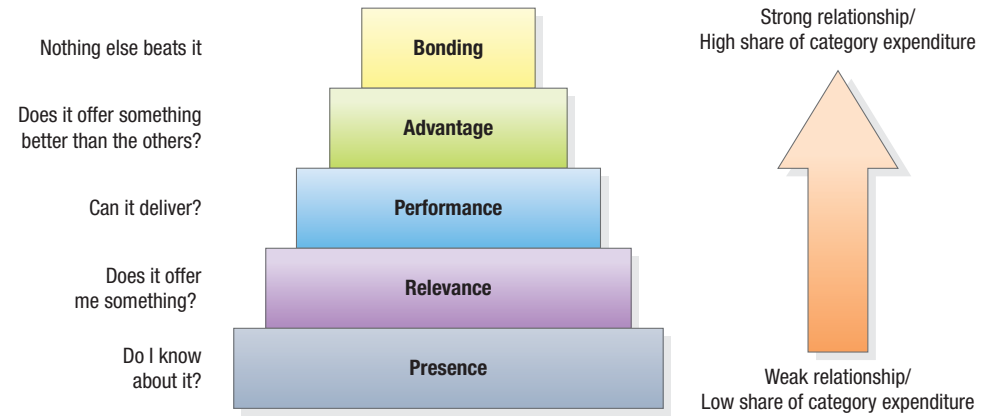 Strong relationship/
High share of category expenditure
Nothing else beats it
Bonding
Does it offer something
better than the others?
Advantage
Can it deliver?
Performance
Does it offer
me something?
Relevance
Do I know
about it?
Presence
Weak relationship/
Low share of category expenditure